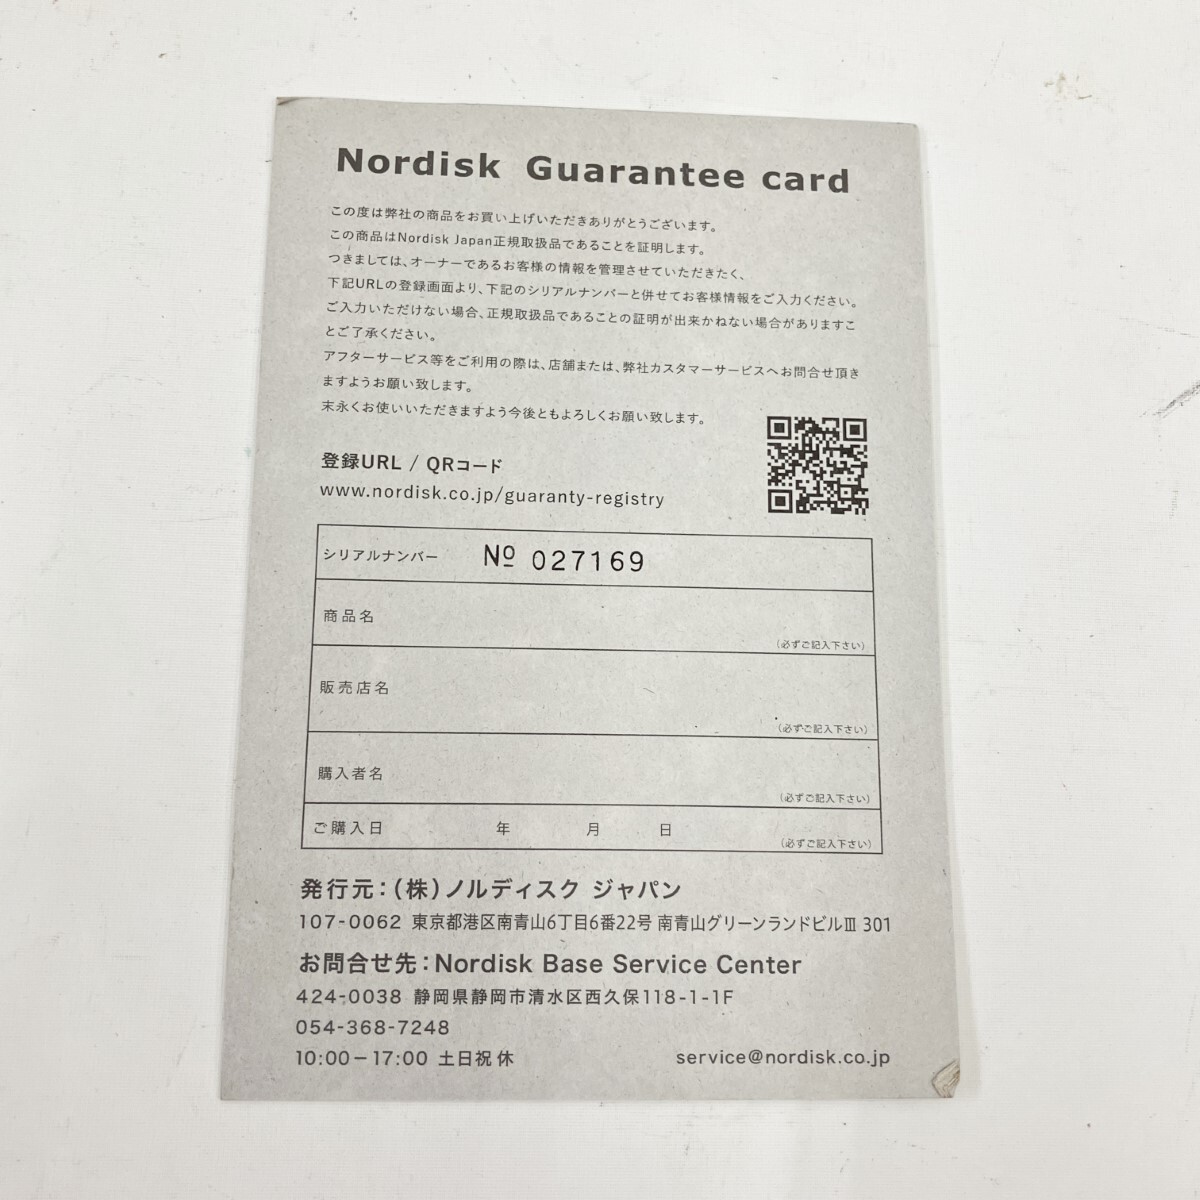 Nordisk Guarantee card
この度は弊社の商品をお買い上げいただきありがとうございます。
この商品はNordisk Japan正規取扱品であることを証明します。
つきましては、オーナーであるお客様の情報を管理させていただきたく、
下記URLの登録画面より、下記のシリアルナンバーと併せてお客様情報をご入力ください。
ご入力いただけない場合、正規取扱品であることの証明が出来かねない場合がありますこ
とご了承ください。
アフターサービス等をご利用の際は、店舗または、弊社カスタマーサービスへお問合せ頂き
ますようお願い致します。
末永くお使いいただきますよう今後ともよろしくお願い致します。
登録URL / QRコード
www.nordisk.co.jp/guaranty-registry
シリアルナンバー № 027169
商品名
(必ずご記入下さい)
販売店名
(必ずご記入下さい)
購入者名
(必ずご記入下さい)
ご購入日 年 月 日
(必ずご記入下さい)
発行元：(株)ノルディスク ジャパン
107-0062 東京都港区南青山6丁目6番22号 南青山グリーンランドビルⅢ 301
お問合せ先：Nordisk Base Service Center
424-0038 静岡県静岡市清水区西久保118-1-1F
054-368-7248
10:00－17:00 土日祝 休 service@nordisk.co.jp